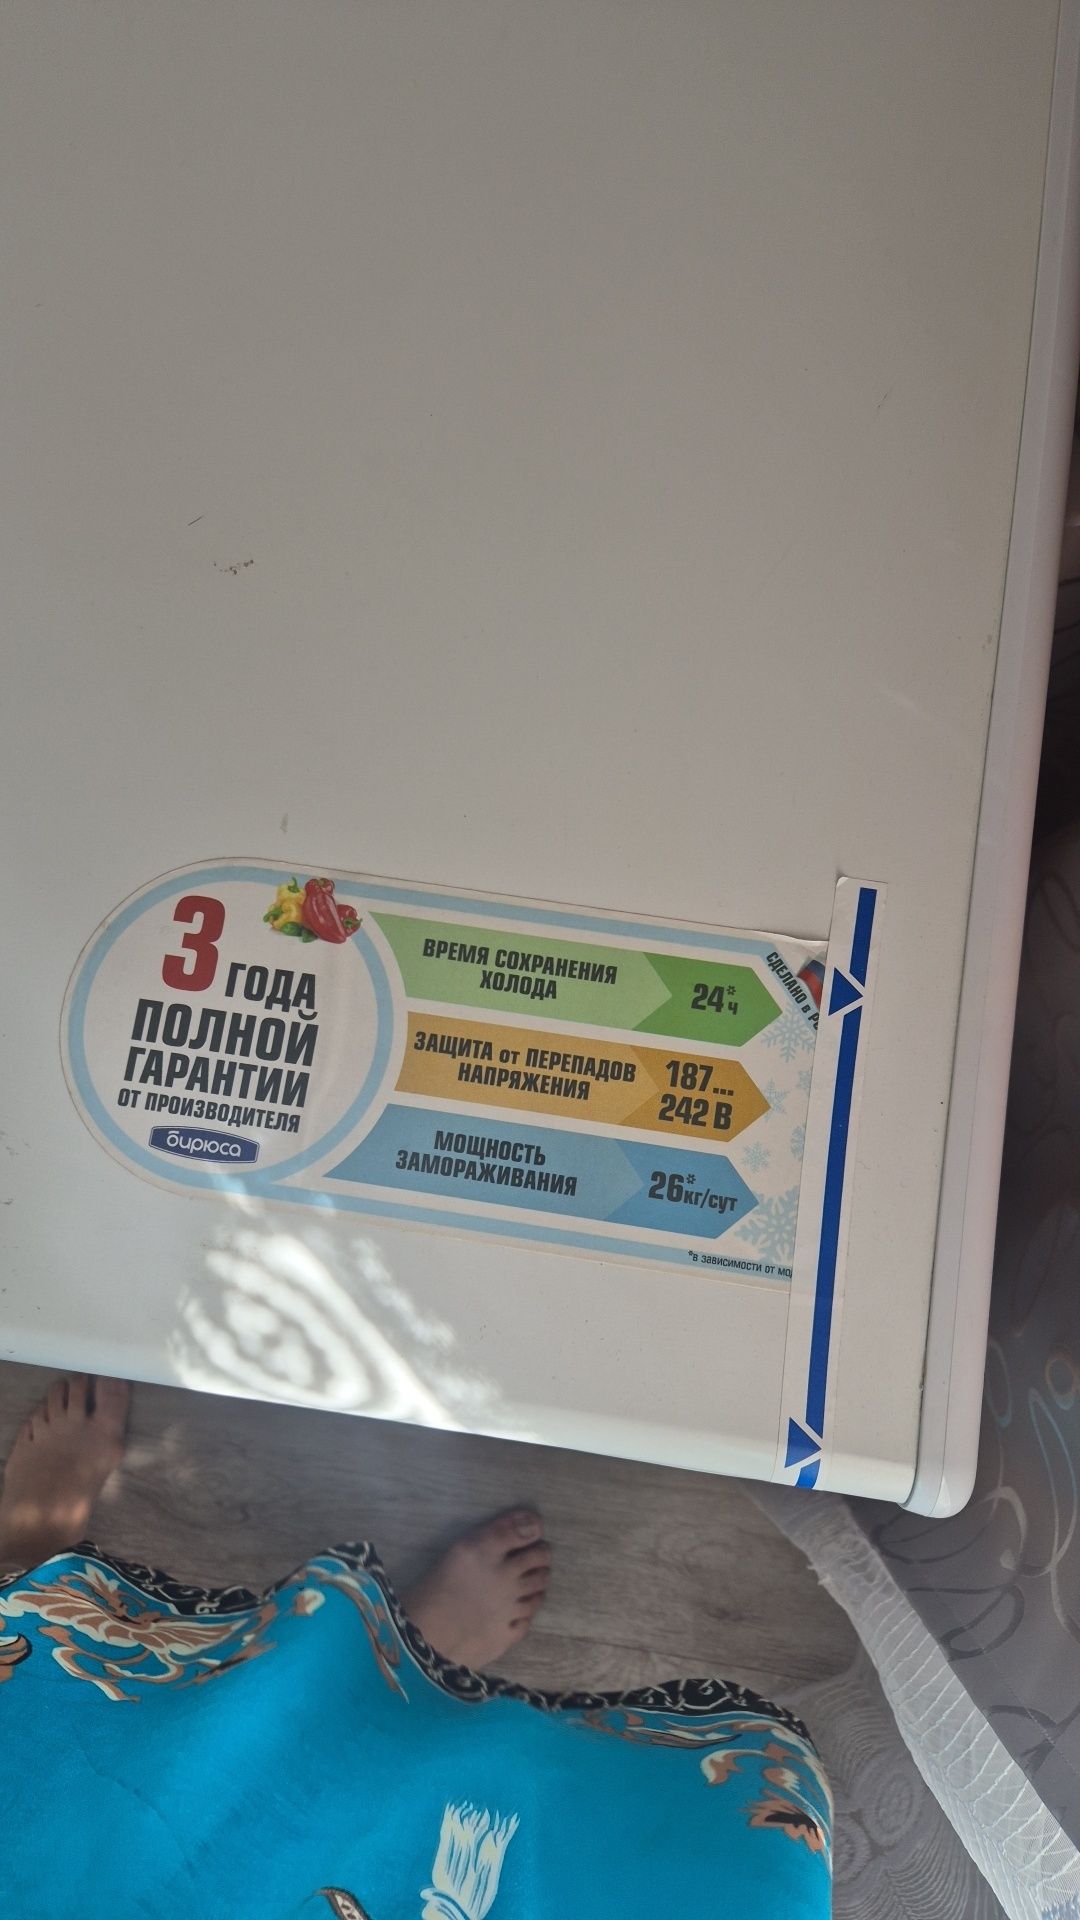 3 ГОДА
ПОЛНОЙ
ГАРАНТИИ
ОТ ПРОИЗВОДИТЕЛЯ
бирюса
ВРЕМЯ СОХРАНЕНИЯ
ХОЛОДА
24*ч
ЗАЩИТА от ПЕРЕПАДОВ
НАПРЯЖЕНИЯ
187...
242 В
МОЩНОСТЬ
ЗАМОРАЖИВАНИЯ
26*кг/сут
СДЕЛАНО в
*в зависимости от